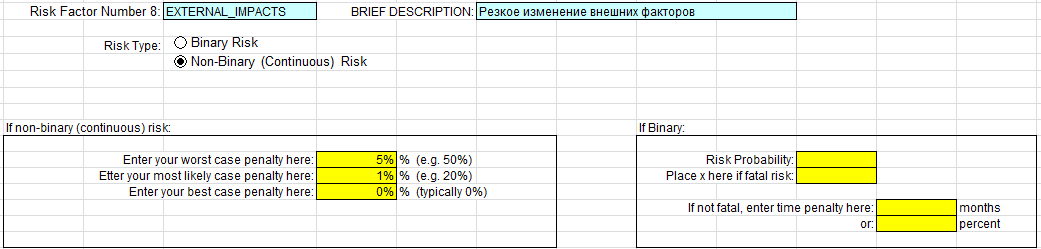 Risk Factor Number 8: EXTERNAL_IMPACTS BRIEF DESCRIPTION: Резкое изменение внешних факторов
Risk Type: Binary Risk
Non-Binary (Continuous) Risk
If non-binary (continuous) risk:
Enter your worst case penalty here: 5% % (e.g. 50%)
Etter your most likely case penalty here: 1% % (e.g. 20%)
Enter your best case penalty here: 0% % (typically 0%)
If Binary:
Risk Probability:
Place x here if fatal risk:
If not fatal, enter time penalty here: months
or: percent